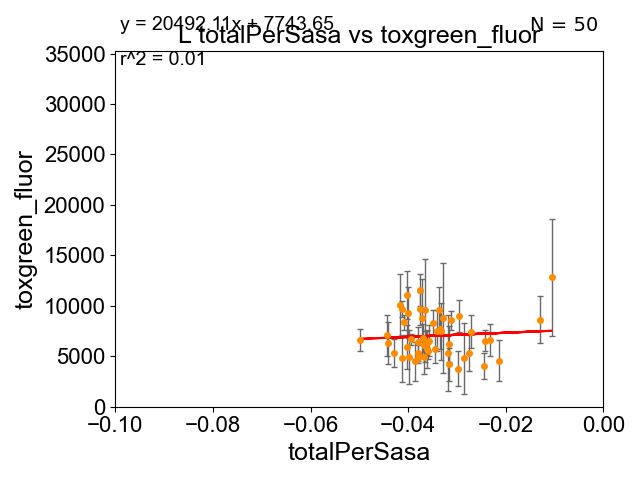 y = 20492.11x + 7743.65
N = 50
L totalPerSasa vs toxgreen_fluor
r^2 = 0.01
35000
30000
25000
20000
15000
10000
5000
0
toxgreen_fluor
−0.10
−0.08
−0.06
−0.04
−0.02
0.00
totalPerSasa